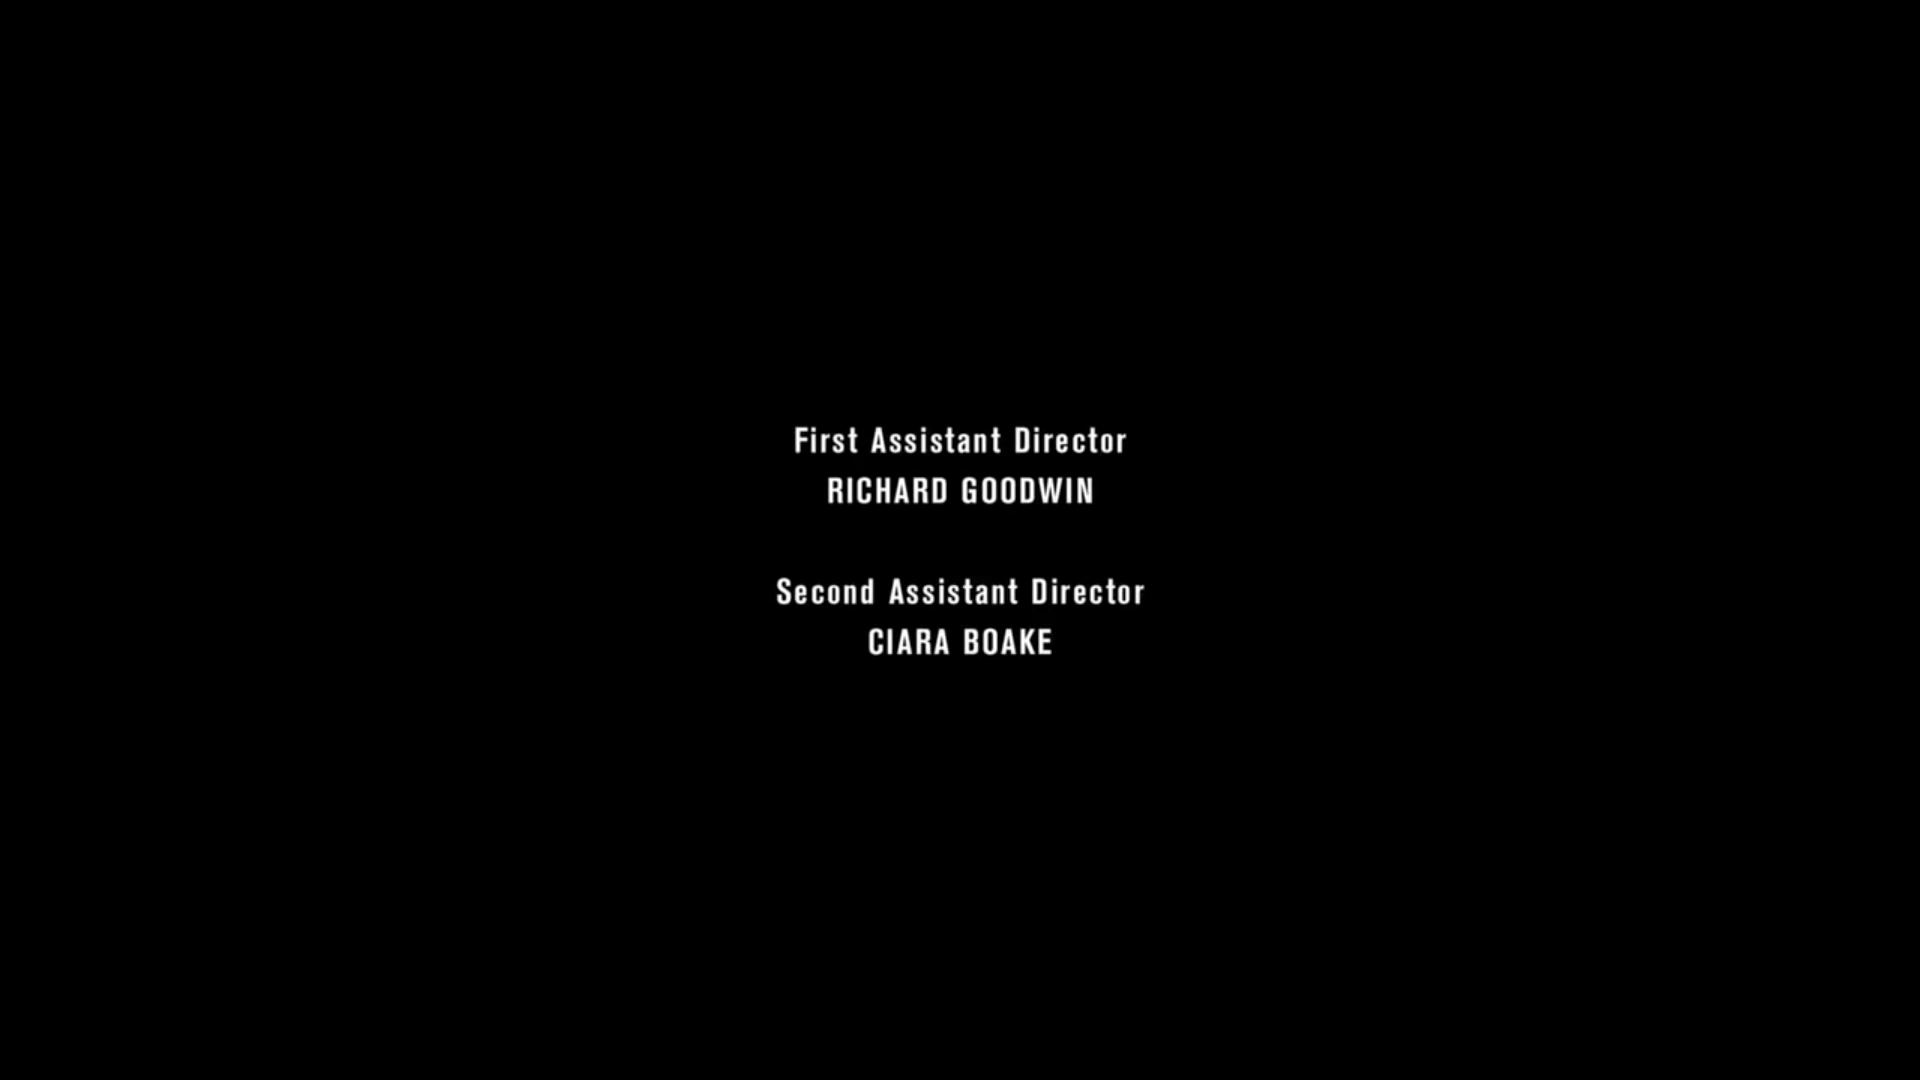 First Assistant Director
RICHARD GOODWIN
Second Assistant Director
CIARA BOAKE